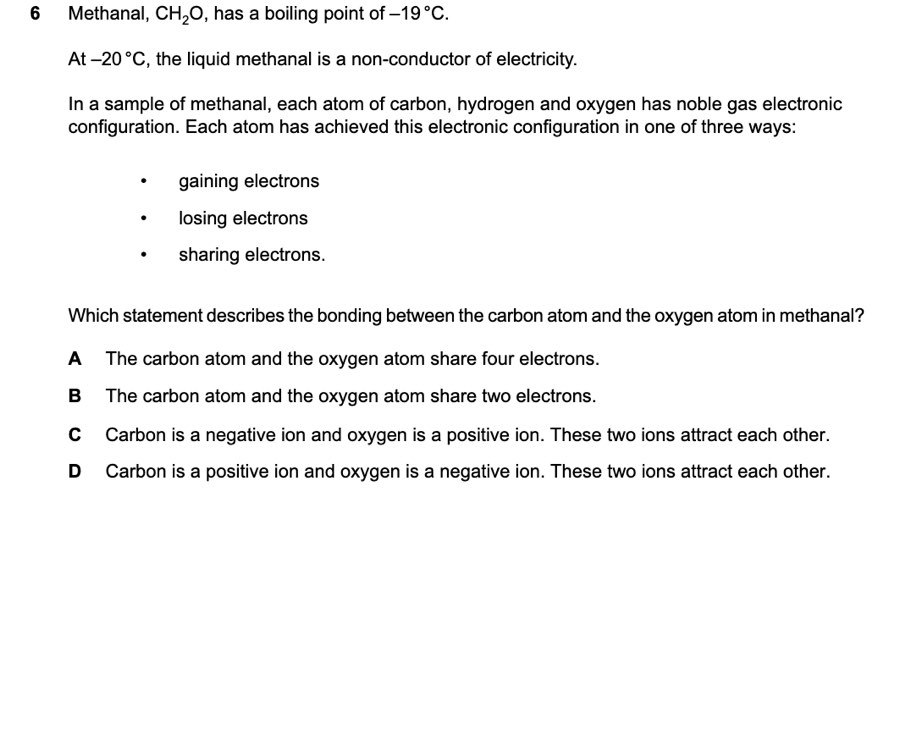 6 Methanal, CH₂O, has a boiling point of –19 °C.
At –20 °C, the liquid methanal is a non-conductor of electricity.
In a sample of methanal, each atom of carbon, hydrogen and oxygen has noble gas electronic
configuration. Each atom has achieved this electronic configuration in one of three ways:
• gaining electrons
• losing electrons
• sharing electrons.
Which statement describes the bonding between the carbon atom and the oxygen atom in methanal?
A The carbon atom and the oxygen atom share four electrons.
B The carbon atom and the oxygen atom share two electrons.
C Carbon is a negative ion and oxygen is a positive ion. These two ions attract each other.
D Carbon is a positive ion and oxygen is a negative ion. These two ions attract each other.